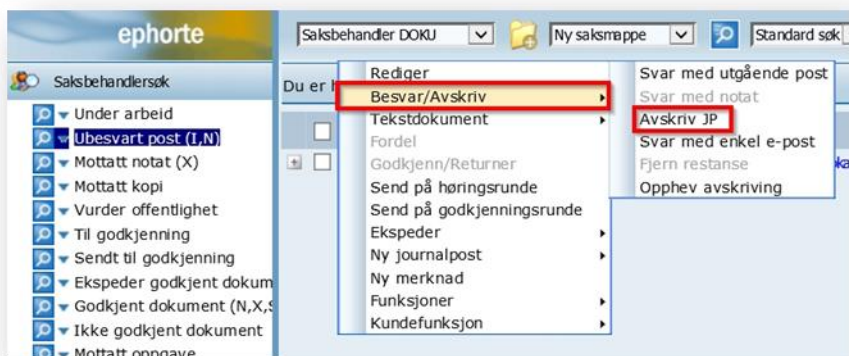 ephorte
Saksbehandler DOKU
Ny saksmappe
Standard søk
Saksbehandlersøk
Du er
Under arbeid
Ubesvart post (I,N)
Mottatt notat (X)
Mottatt kopi
Vurder offentlighet
Til godkjenning
Sendt til godkjenning
Ekspeder godkjent dokum
Godkjent dokument (N,X,S
Ikke godkjent dokument
Mottatt oppgave
Rediger
Besvar/Avskriv
Tekstdokument
Fordel
Godkjenn/Returner
Send på høringsrunde
Send på godkjenningsrunde
Ekspeder
Ny journalpost
Ny merknad
Funksjoner
Kundefunksjon
Svar med utgående post
Svar med notat
Avskriv JP
Svar med enkel e-post
Fjern restanse
Opphev avskriving